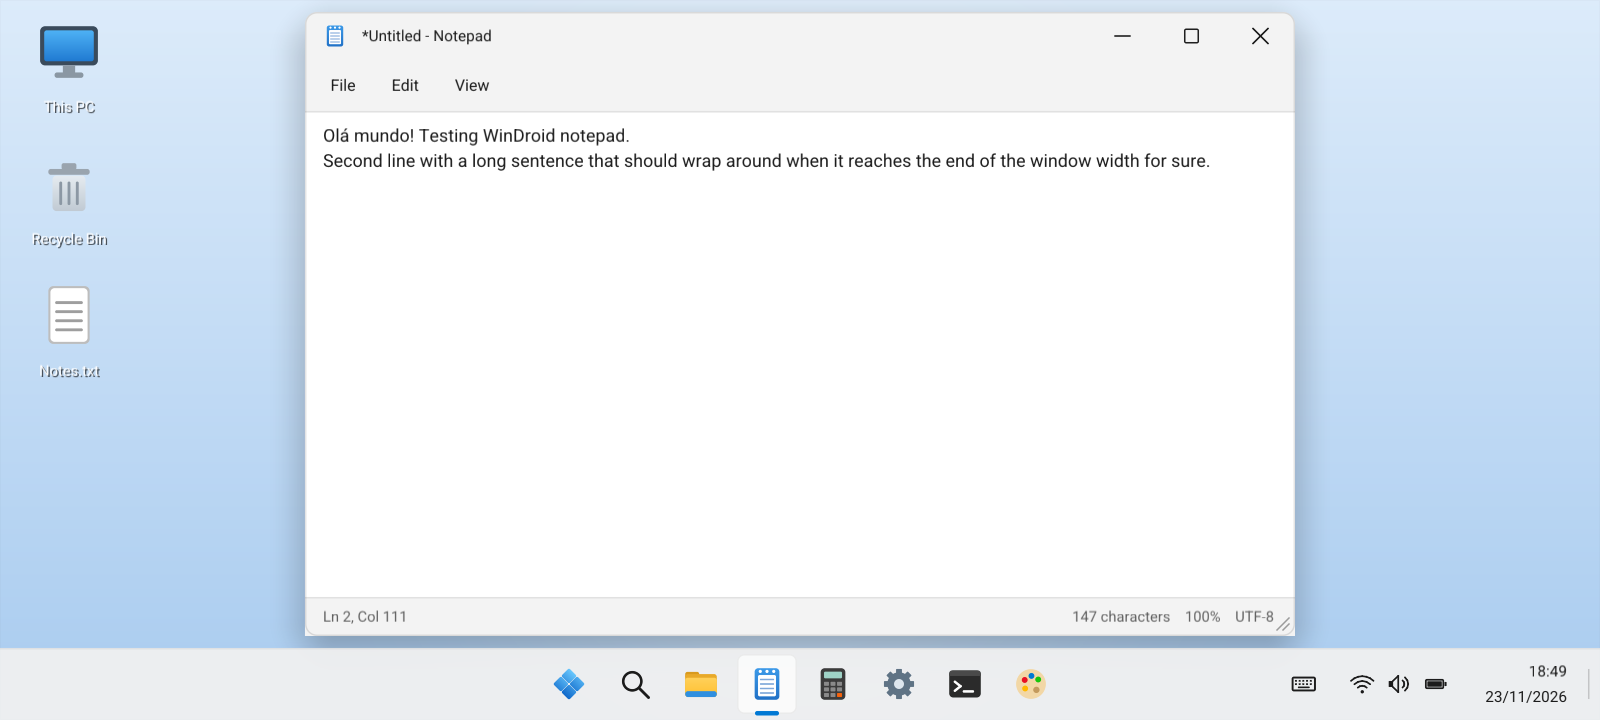 *Untitled - Notepad
File Edit View
Olá mundo! Testing WinDroid notepad.
Second line with a long sentence that should wrap around when it reaches the end of the window width for sure.
Ln 2, Col 111 147 characters 100% UTF-8
This PC
Recycle Bin
Notes.txt
18:49
23/11/2026